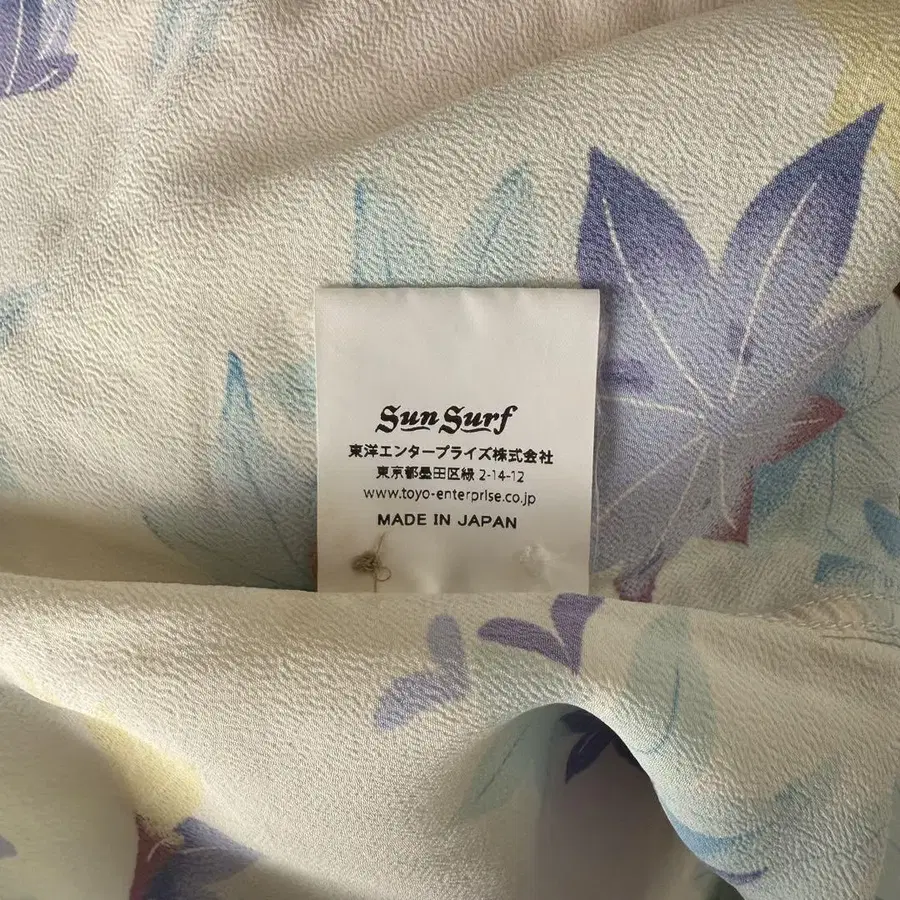 Sun Surf
東洋エンタープライズ株式会社
東京都墨田区緑 2-14-12
www.toyo-enterprise.co.jp
MADE IN JAPAN